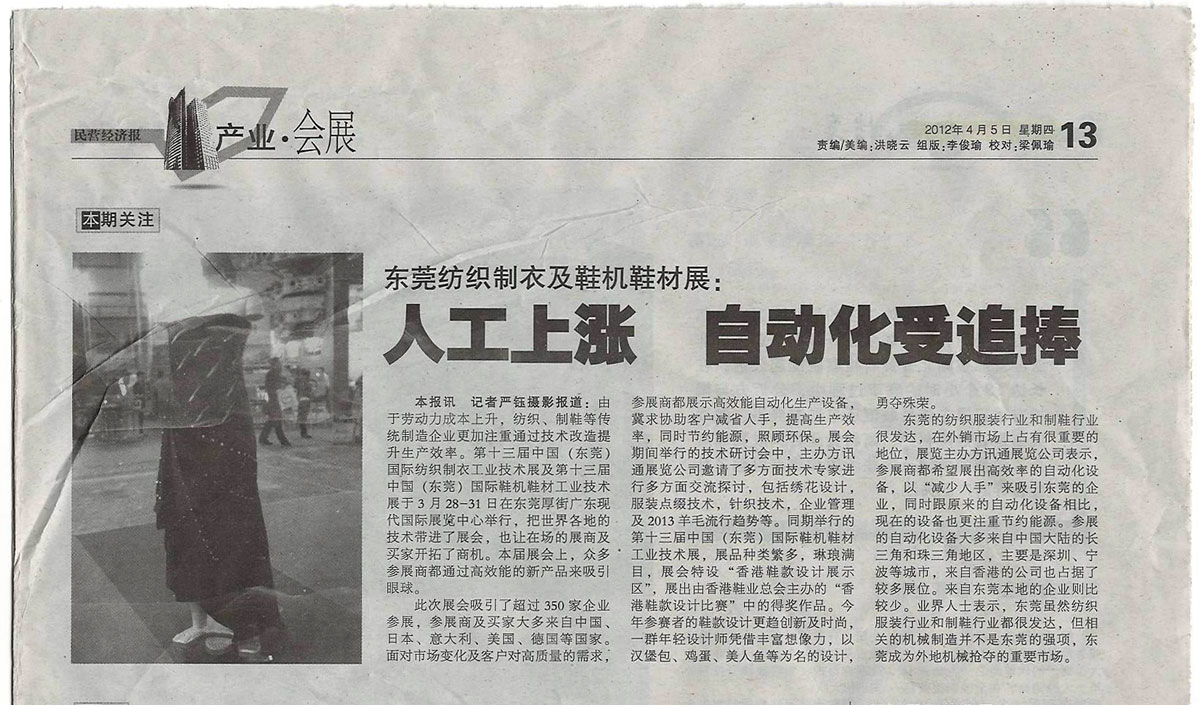 民营经济报
产业·会展
2012年4月5日 星期四 13
责编/美编:洪晓云 组版:李俊瑜 校对:梁佩瑜
本期关注
东莞纺织制衣及鞋机鞋材展：
人工上涨 自动化受追捧
本报讯 记者严钰摄影报道：由
于劳动力成本上升，纺织、制鞋等传
统制造企业更加注重通过技术改造提
升生产效率。第十三届中国（东莞）
国际纺织制衣工业技术展及第十三届
中国（东莞）国际鞋机鞋材工业技术
展于3月28-31日在东莞厚街广东现
代国际展览中心举行，把世界各地的
技术带进了展会，也让在场的展商及
买家开拓了商机。本届展会上，众多
参展商都通过高效能的新产品来吸引
眼球。
此次展会吸引了超过350家企业
参展，参展商及买家大多来自中国、
日本、意大利、美国、德国等国家。
面对市场变化及客户对高质量的需求，
参展商都展示高效能自动化生产设备，
冀求协助客户减省人手，提高生产效
率，同时节约能源，照顾环保。展会
期间举行的技术研讨会中，主办方讯
通展览公司邀请了多方面技术专家进
行多方面交流探讨，包括绣花设计，
服装点缀技术，针织技术，企业管理
及2013羊毛流行趋势等。同期举行的
第十三届中国（东莞）国际鞋机鞋材
工业技术展，展品种类繁多，琳琅满
目，展会特设“香港鞋款设计展示
区”，展出由香港鞋业总会主办的“香
港鞋款设计比赛”中的得奖作品。今
年参赛者的鞋款设计更趋创新及时尚，
一群年轻设计师凭借丰富想像力，以
汉堡包、鸡蛋、美人鱼等为名的设计，
勇夺殊荣。
东莞的纺织服装行业和制鞋行业
很发达，在外销市场上占有很重要的
地位，展览主办方讯通展览公司表示，
参展商都希望展出高效率的自动化设
备，以“减少人手”来吸引东莞的企
业，同时跟原来的自动化设备相比，
现在的设备也更注重节约能源。参展
的自动化设备大多来自中国大陆的长
三角和珠三角地区，主要是深圳、宁
波等城市，来自香港的公司也占据了
较多展位。来自东莞本地的企业则比
较少。业界人士表示，东莞虽然纺织
服装行业和制鞋行业都很发达，但相
关的机械制造并不是东莞的强项，东
莞成为外地机械抢夺的重要市场。